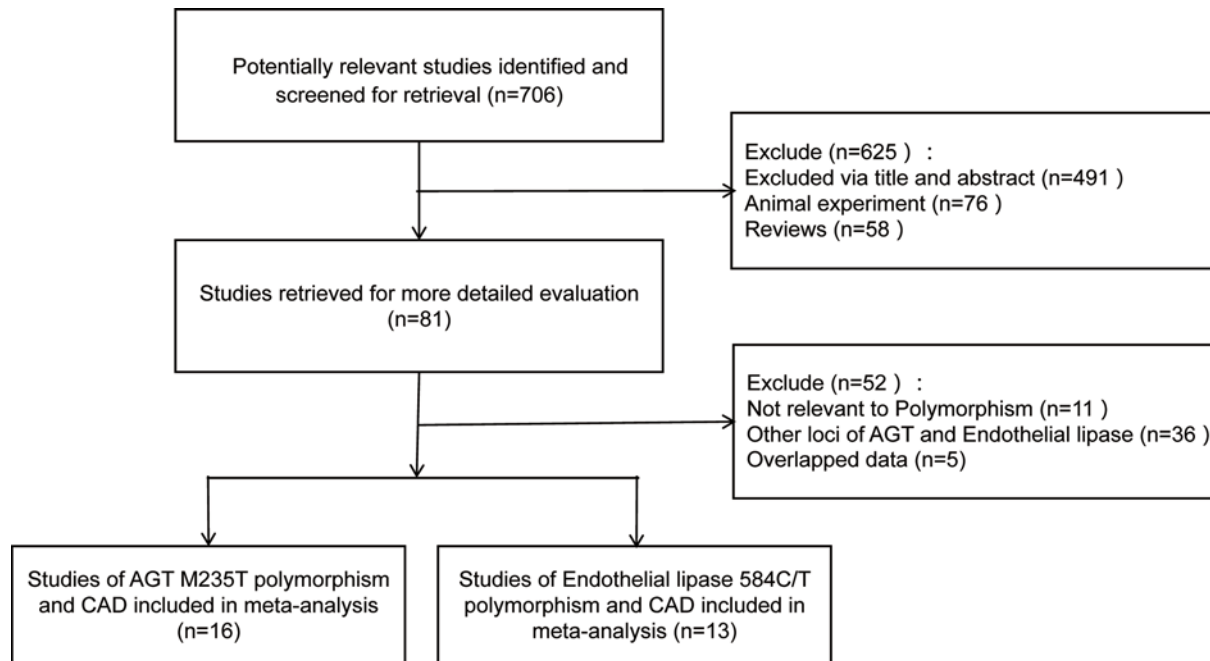 Potentially relevant studies identified and
screened for retrieval (n=706)
Exclude (n=625 ) :
Excluded via title and abstract (n=491)
Animal experiment (n=76 )
Reviews (n=58 )
Studies retrieved for more detailed evaluation
(n=81)
Exclude (n=52 ) :
Not relevant to Polymorphism (n=11 )
Other loci of AGT and Endothelial lipase (n=36 )
Overlapped data (n=5)
Studies of AGT M235T polymorphism
and CAD included in meta-analysis
(n=16)
Studies of Endothelial lipase 584C/T
polymorphism and CAD included in
meta-analysis (n=13)